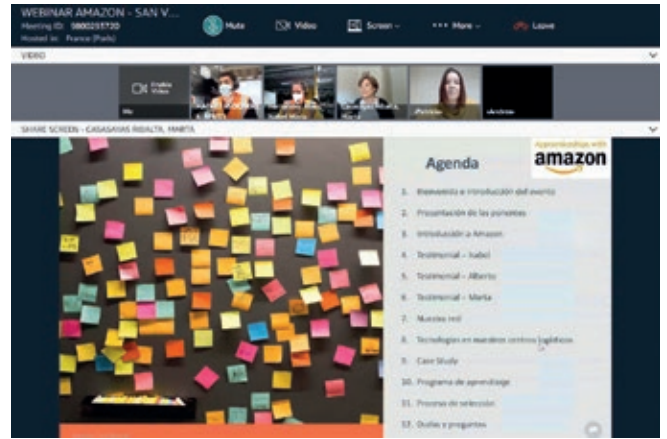 WEBINAR AMAZON - SAN V...
Meeting ID: 9800233720
Hosted in: France (Paris)
Mute
Video
Screen
More
Leave
VIDEO
Enable Video
Me
SHARE SCREEN - CASASAYAS RIBALTA, MARTA
Apprenticeships with
amazon
Agenda
1. Bienvenida e introducción del evento
2. Presentación de los ponentes
3. Introducción a Amazon
4. Testimonial – Isabel
5. Testimonial – Alberto
6. Testimonial – Marta
7. Nuestra red
8. Tecnologías en nuestros centros logísticos
9. Case Study
10. Programa de aprendizaje
11. Proceso de selección
12. Dudas y preguntas